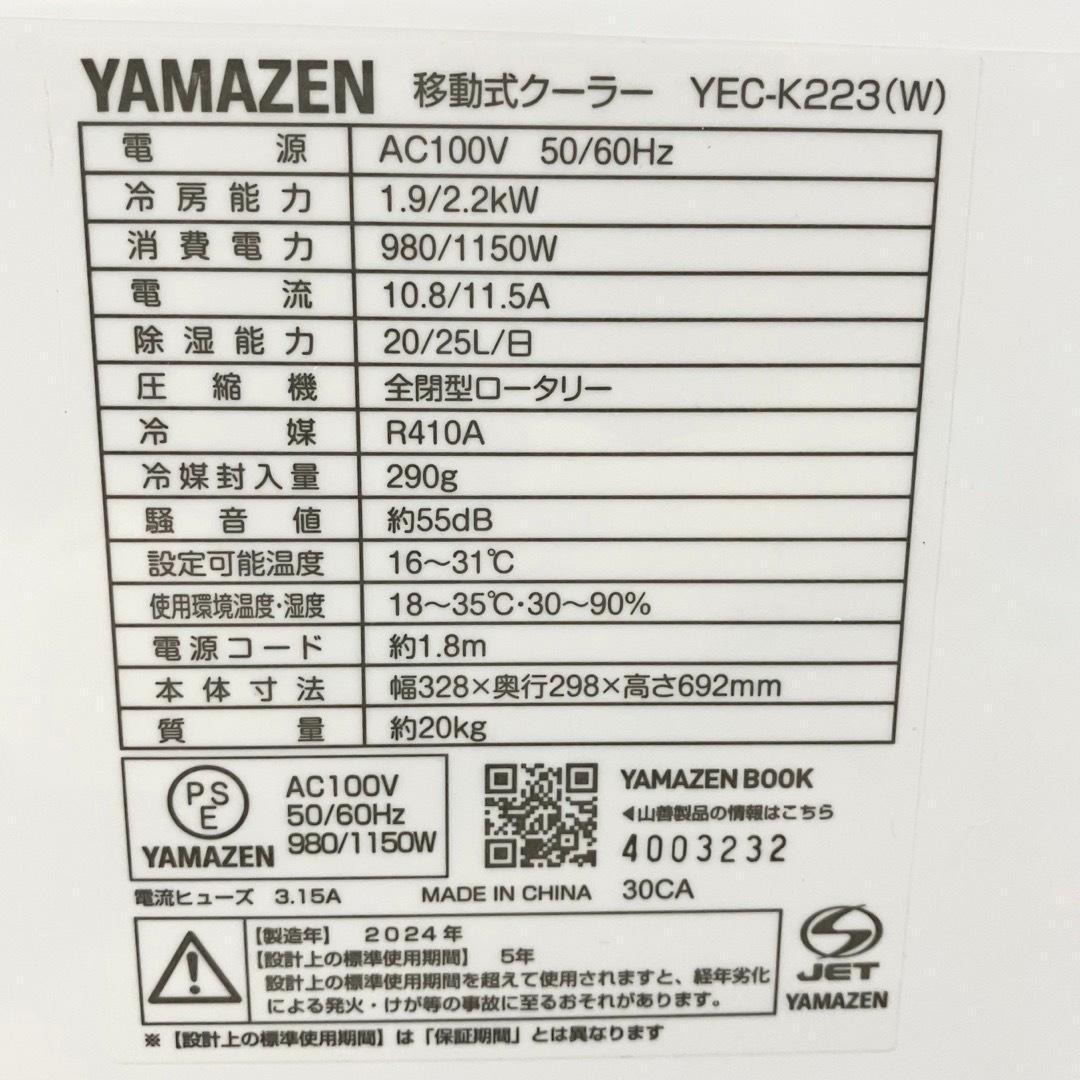 YAMAZEN 移動式クーラー YEC-K223(W)
電源 AC100V 50/60Hz
冷房能力 1.9/2.2kW
消費電力 980/1150W
電流 10.8/11.5A
除湿能力 20/25L/日
圧縮機 全閉型ロータリー
冷媒 R410A
冷媒封入量 290g
騒音値 約55dB
設定可能温度 16～31℃
使用環境温度・湿度 18～35℃・30～90%
電源コード 約1.8m
本体寸法 幅328×奥行298×高さ692mm
質量 約20kg
PSE
YAMAZEN
AC100V
50/60Hz
980/1150W
YAMAZEN BOOK
◀山善製品の情報はこちら
4003232
電流ヒューズ 3.15A MADE IN CHINA 30CA
【製造年】 2024年
【設計上の標準使用期間】 5年
設計上の標準使用期間を超えて使用されますと、経年劣化
による発火・けが等の事故に至るおそれがあります。
JET
YAMAZEN
※【設計上の標準使用期間】は「保証期間」とは異なります